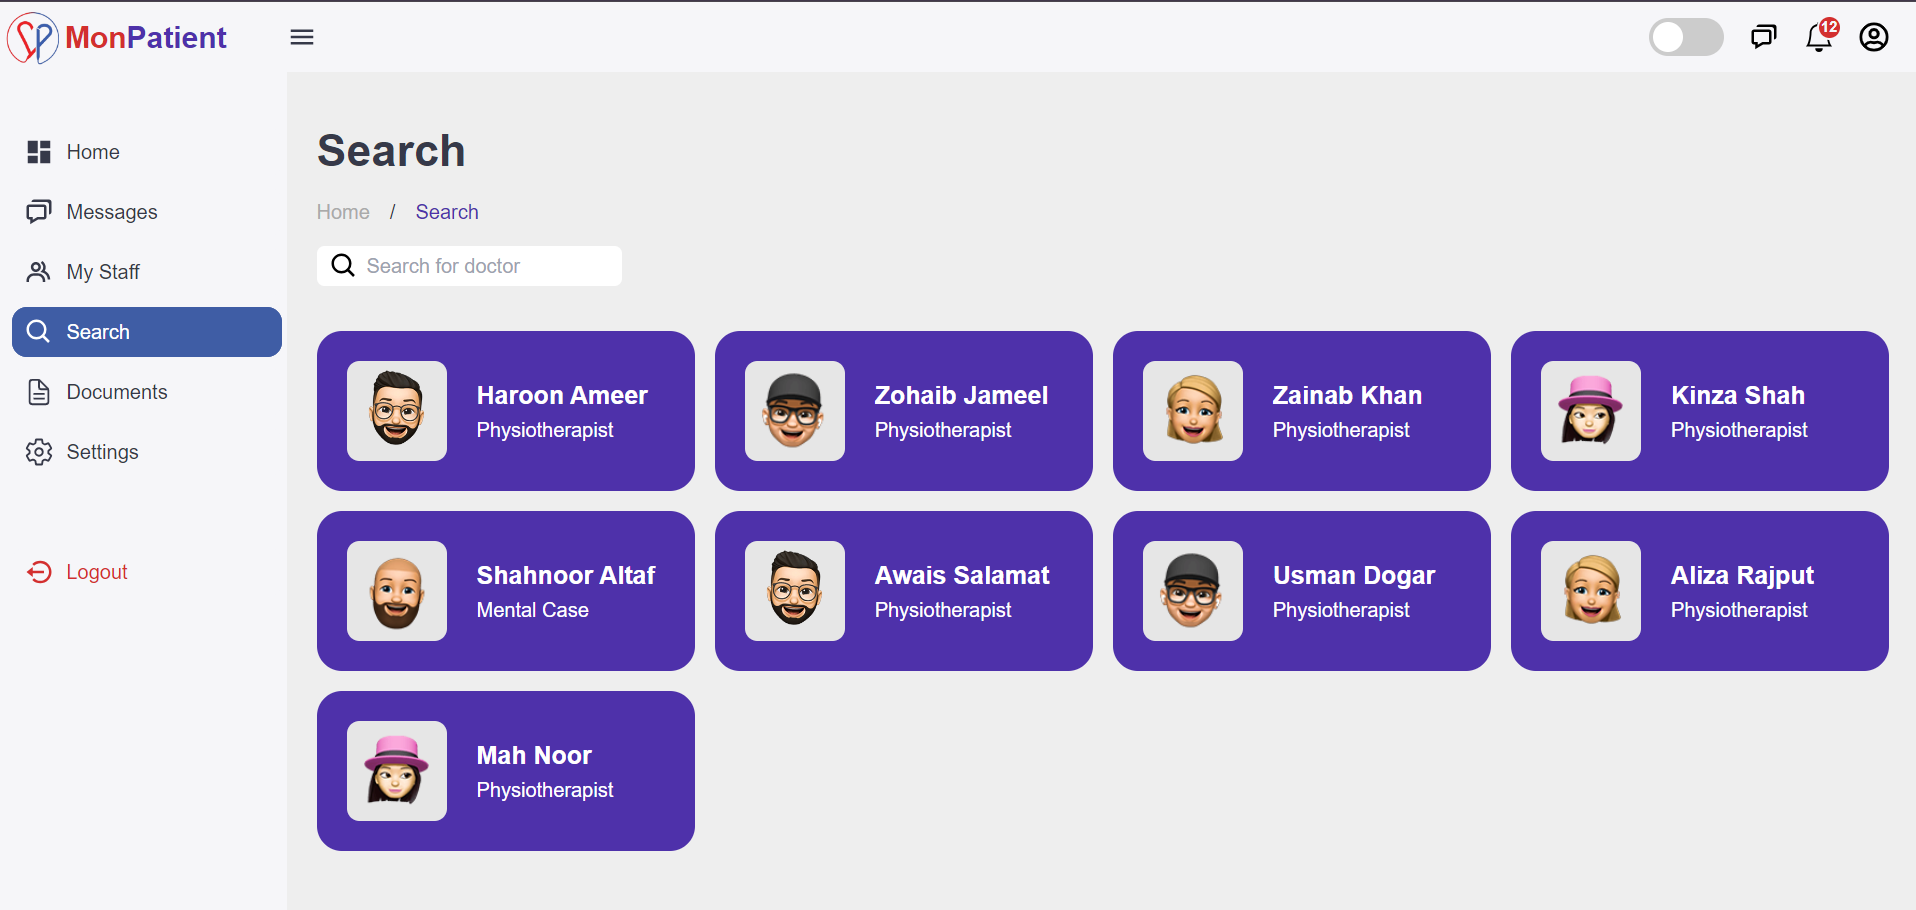 MonPatient
12
Home
Messages
My Staff
Search
Documents
Settings
Logout
Search
Home / Search
Search for doctor
Haroon Ameer
Physiotherapist
Zohaib Jameel
Physiotherapist
Zainab Khan
Physiotherapist
Kinza Shah
Physiotherapist
Shahnoor Altaf
Mental Case
Awais Salamat
Physiotherapist
Usman Dogar
Physiotherapist
Aliza Rajput
Physiotherapist
Mah Noor
Physiotherapist